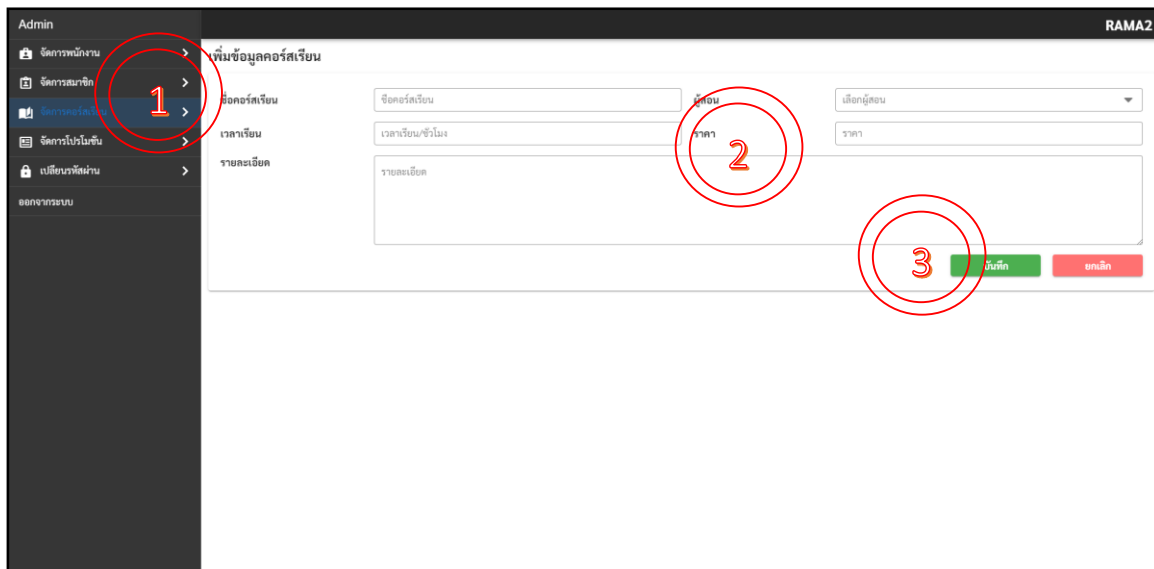 Admin
RAMA2
จัดการพนักงาน
จัดการสมาชิก
จัดการคอร์สเรียน
จัดการโปรโมชัน
เปลี่ยนรหัสผ่าน
ออกจากระบบ
1
เพิ่มข้อมูลคอร์สเรียน
ชื่อคอร์สเรียน ชื่อคอร์สเรียน ผู้สอน เลือกผู้สอน
เวลาเรียน เวลาเรียน/ชั่วโมง ราคา ราคา
2
รายละเอียด รายละเอียด
3
บันทึก ยกเลิก